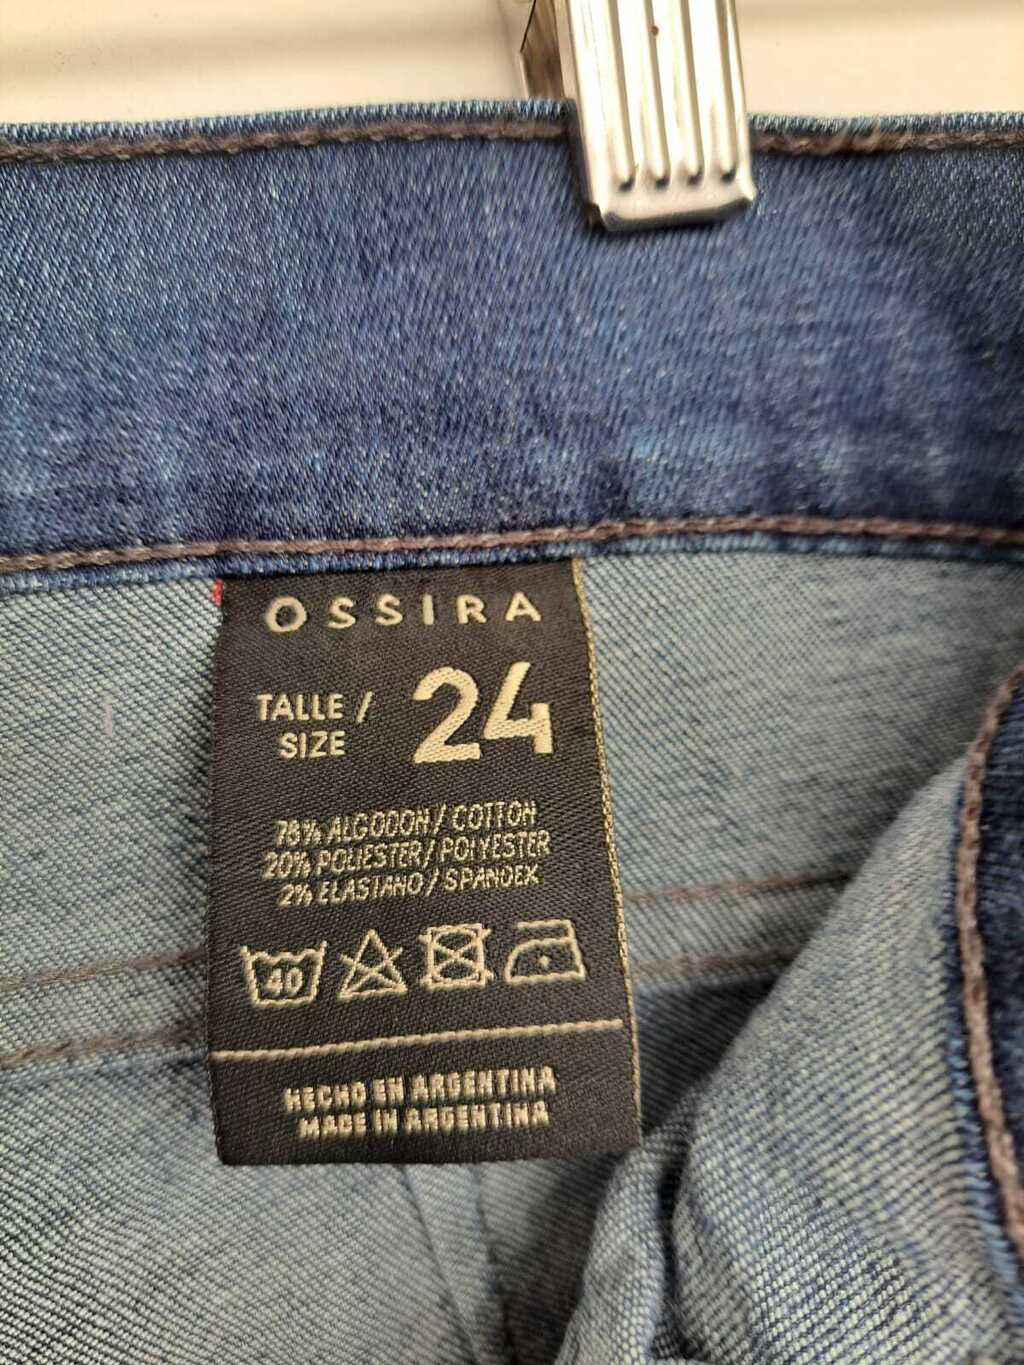 OSSIRA
TALLE / 24
SIZE
78% ALGODON / COTTON
20% POLIESTER / POLYESTER
2% ELASTANO / SPANDEX
40
HECHO EN ARGENTINA
MADE IN ARGENTINA